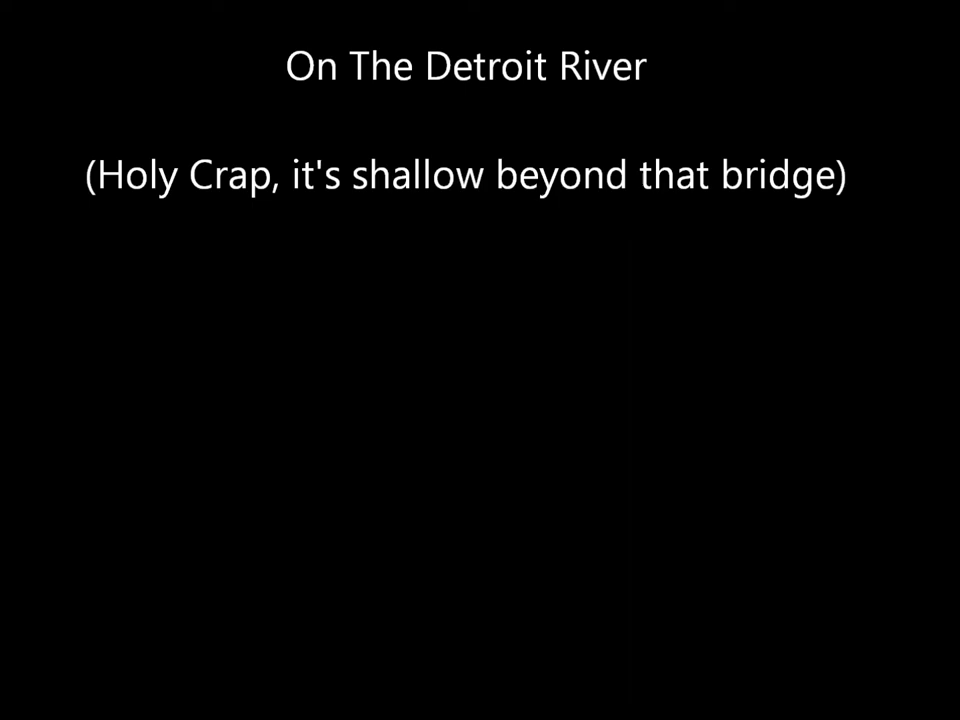 On The Detroit River
(Holy Crap, it's shallow beyond that bridge)